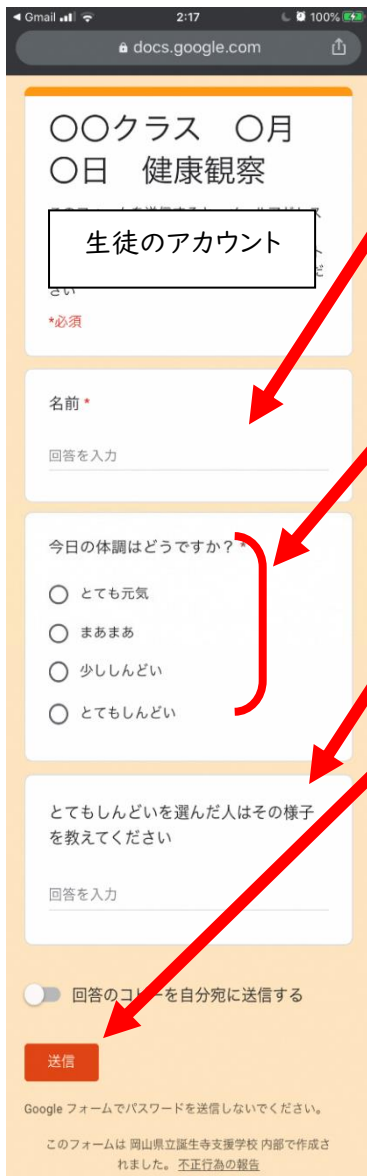 Gmail 2:17 100%
docs.google.com
〇〇クラス 〇月
〇日 健康観察
生徒のアカウント
さい
*必須
名前 *
回答を入力
今日の体調はどうですか? *
とても元気
まあまあ
少ししんどい
とてもしんどい
とてもしんどいを選んだ人はその様子
を教えてください
回答を入力
回答のコピーを自分宛に送信する
送信
Google フォームでパスワードを送信しないでください。
このフォームは 岡山県立誕生寺支援学校 内部で作成さ
れました。 不正行為の報告